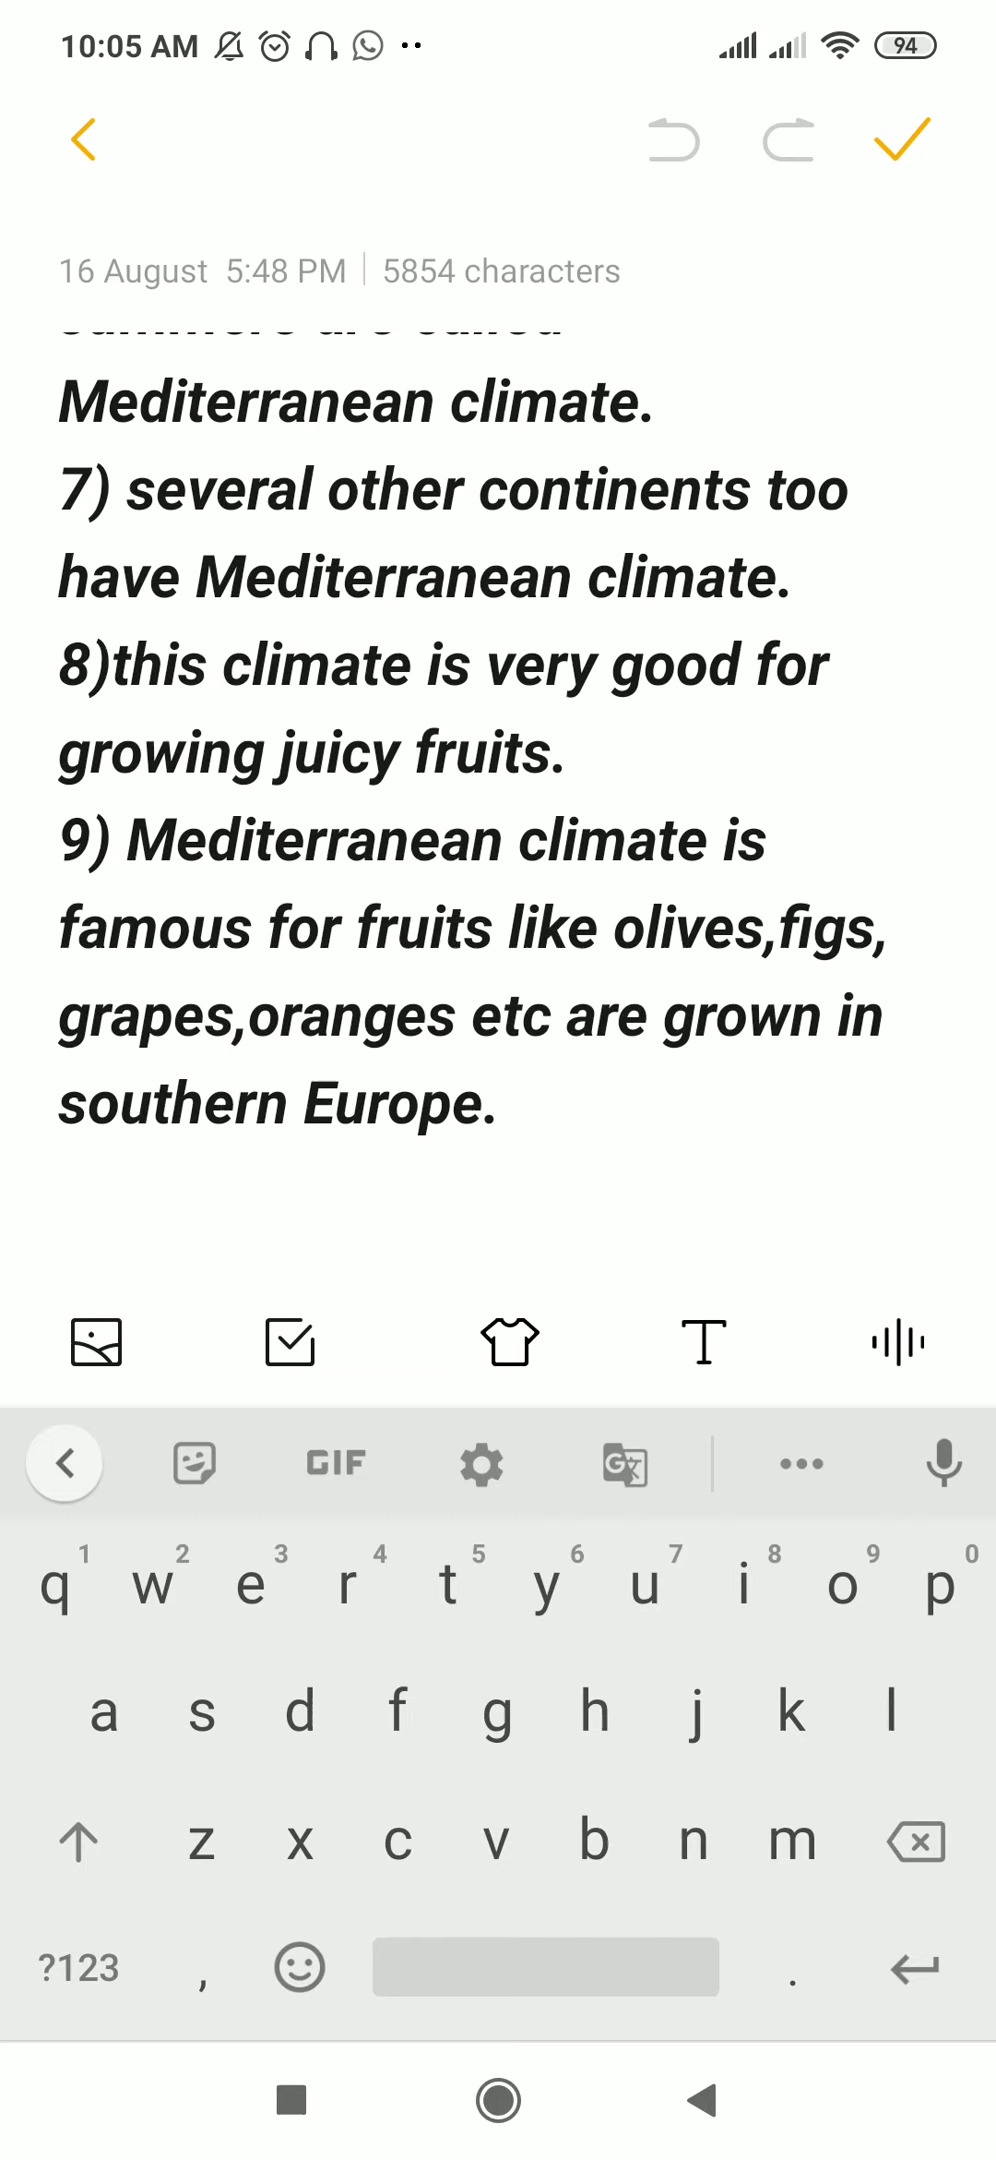 10:05 AM
94
16 August 5:48 PM 5854 characters
summers are called
Mediterranean climate.
7) several other continents too
have Mediterranean climate.
8)this climate is very good for
growing juicy fruits.
9) Mediterranean climate is
famous for fruits like olives,figs,
grapes,oranges etc are grown in
southern Europe.
T
GIF
G
1 2 3 4 5 6 7 8 9 0
q w e r t y u i o p
a s d f g h j k l
z x c v b n m
?123 , .